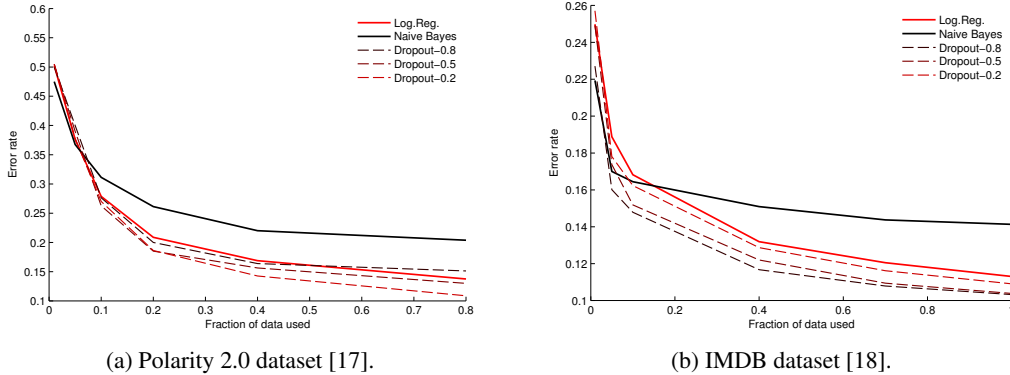 0.6
0.55
0.5
0.45
0.4
0.35
0.3
0.25
0.2
0.15
0.1
Error rate
0 0.1 0.2 0.3 0.4 0.5 0.6 0.7 0.8
Fraction of data used
Log.Reg.
Naive Bayes
Dropout−0.8
Dropout−0.5
Dropout−0.2
(a) Polarity 2.0 dataset [17].
0.26
0.24
0.22
0.2
0.18
0.16
0.14
0.12
0.1
Error rate
0 0.2 0.4 0.6 0.8
Fraction of data used
Log.Reg.
Naive Bayes
Dropout−0.8
Dropout−0.5
Dropout−0.2
(b) IMDB dataset [18].